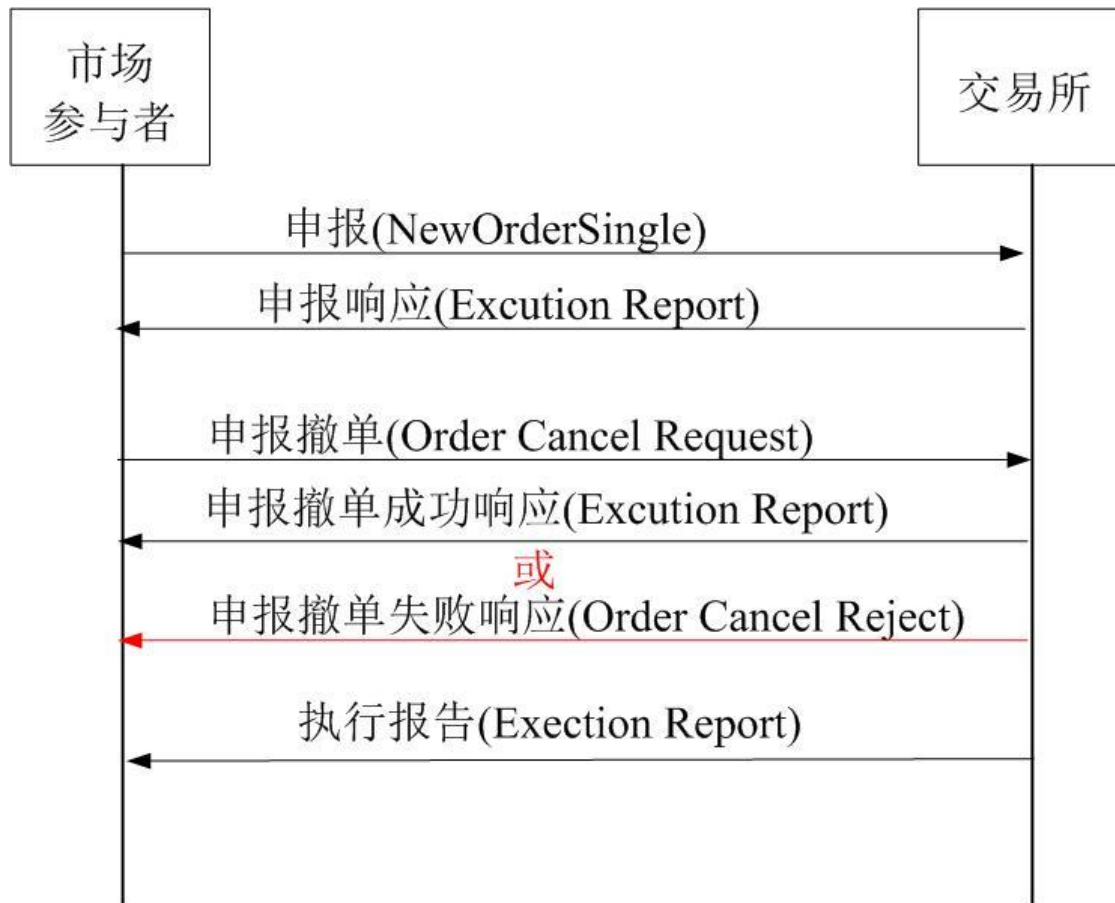 市场
参与者
交易所
申报(NewOrderSingle)
申报响应(Excution Report)
申报撤单(Order Cancel Request)
申报撤单成功响应(Excution Report)
或
申报撤单失败响应(Order Cancel Reject)
执行报告(Exection Report)